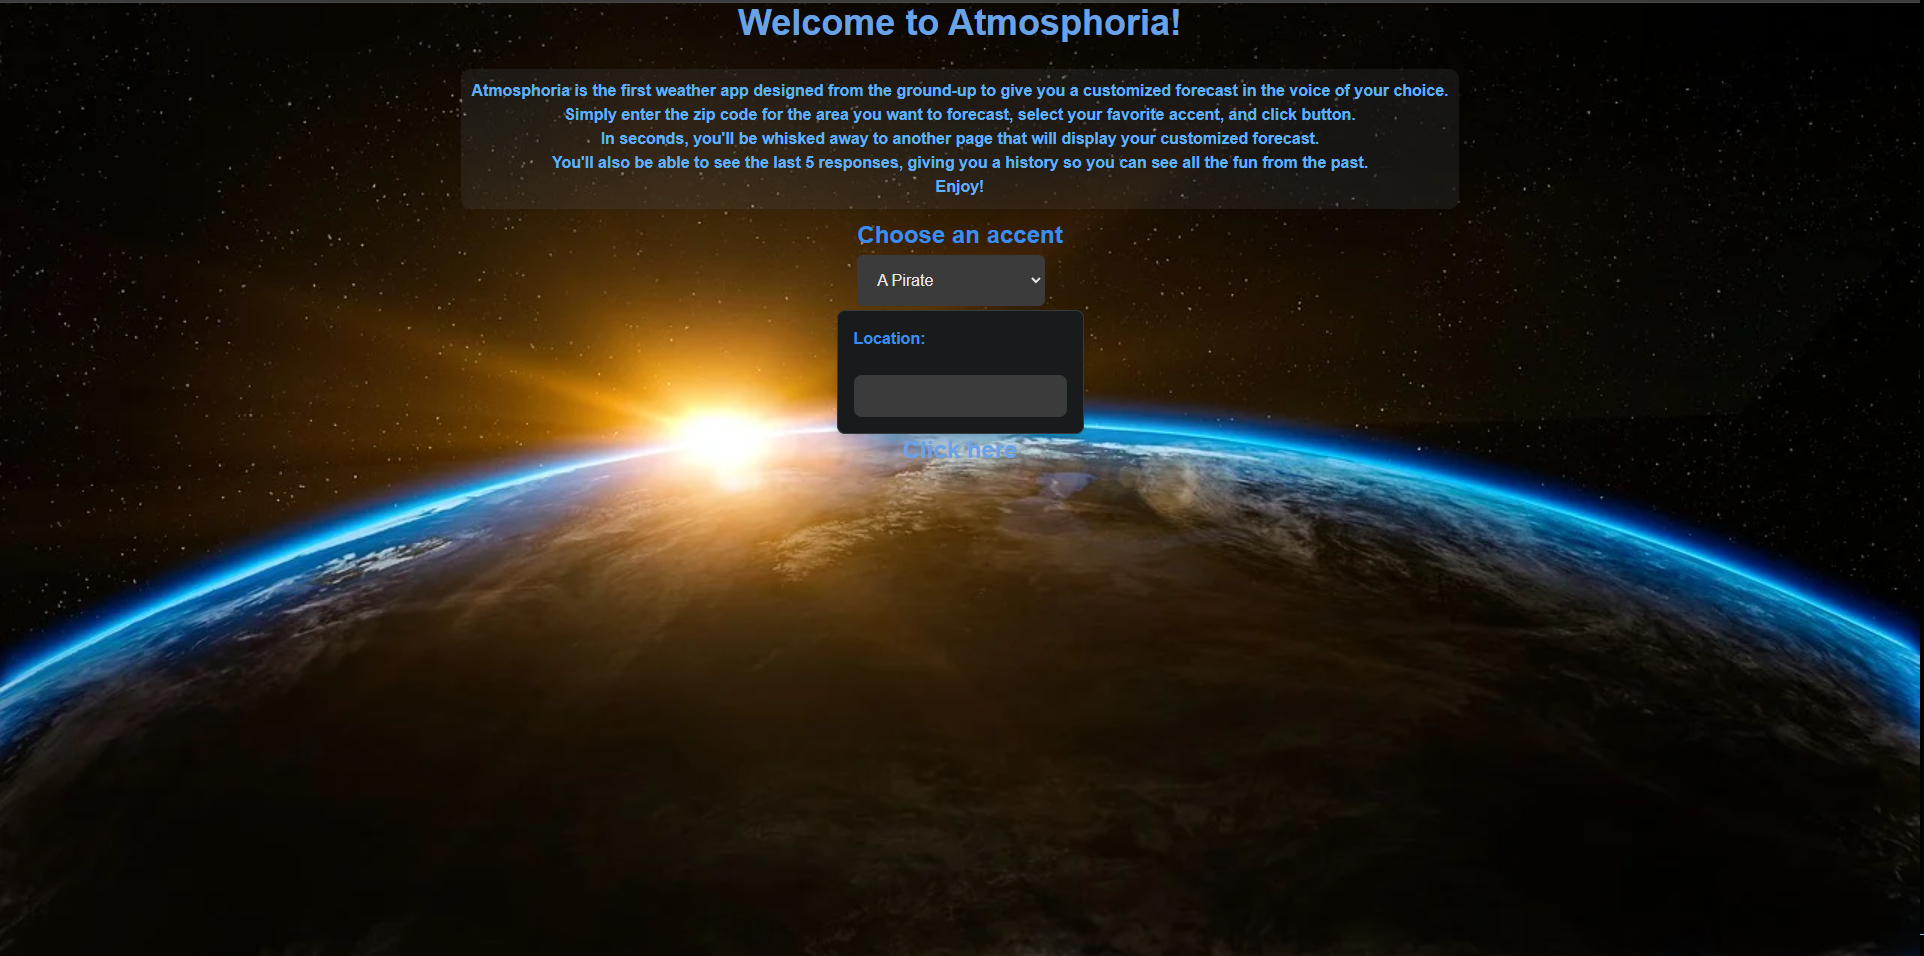 Welcome to Atmosphoria!
Atmosphoria is the first weather app designed from the ground-up to give you a customized forecast in the voice of your choice.
Simply enter the zip code for the area you want to forecast, select your favorite accent, and click button.
In seconds, you'll be whisked away to another page that will display your customized forecast.
You'll also be able to see the last 5 responses, giving you a history so you can see all the fun from the past.
Enjoy!
Choose an accent
A Pirate
Location:
Click here